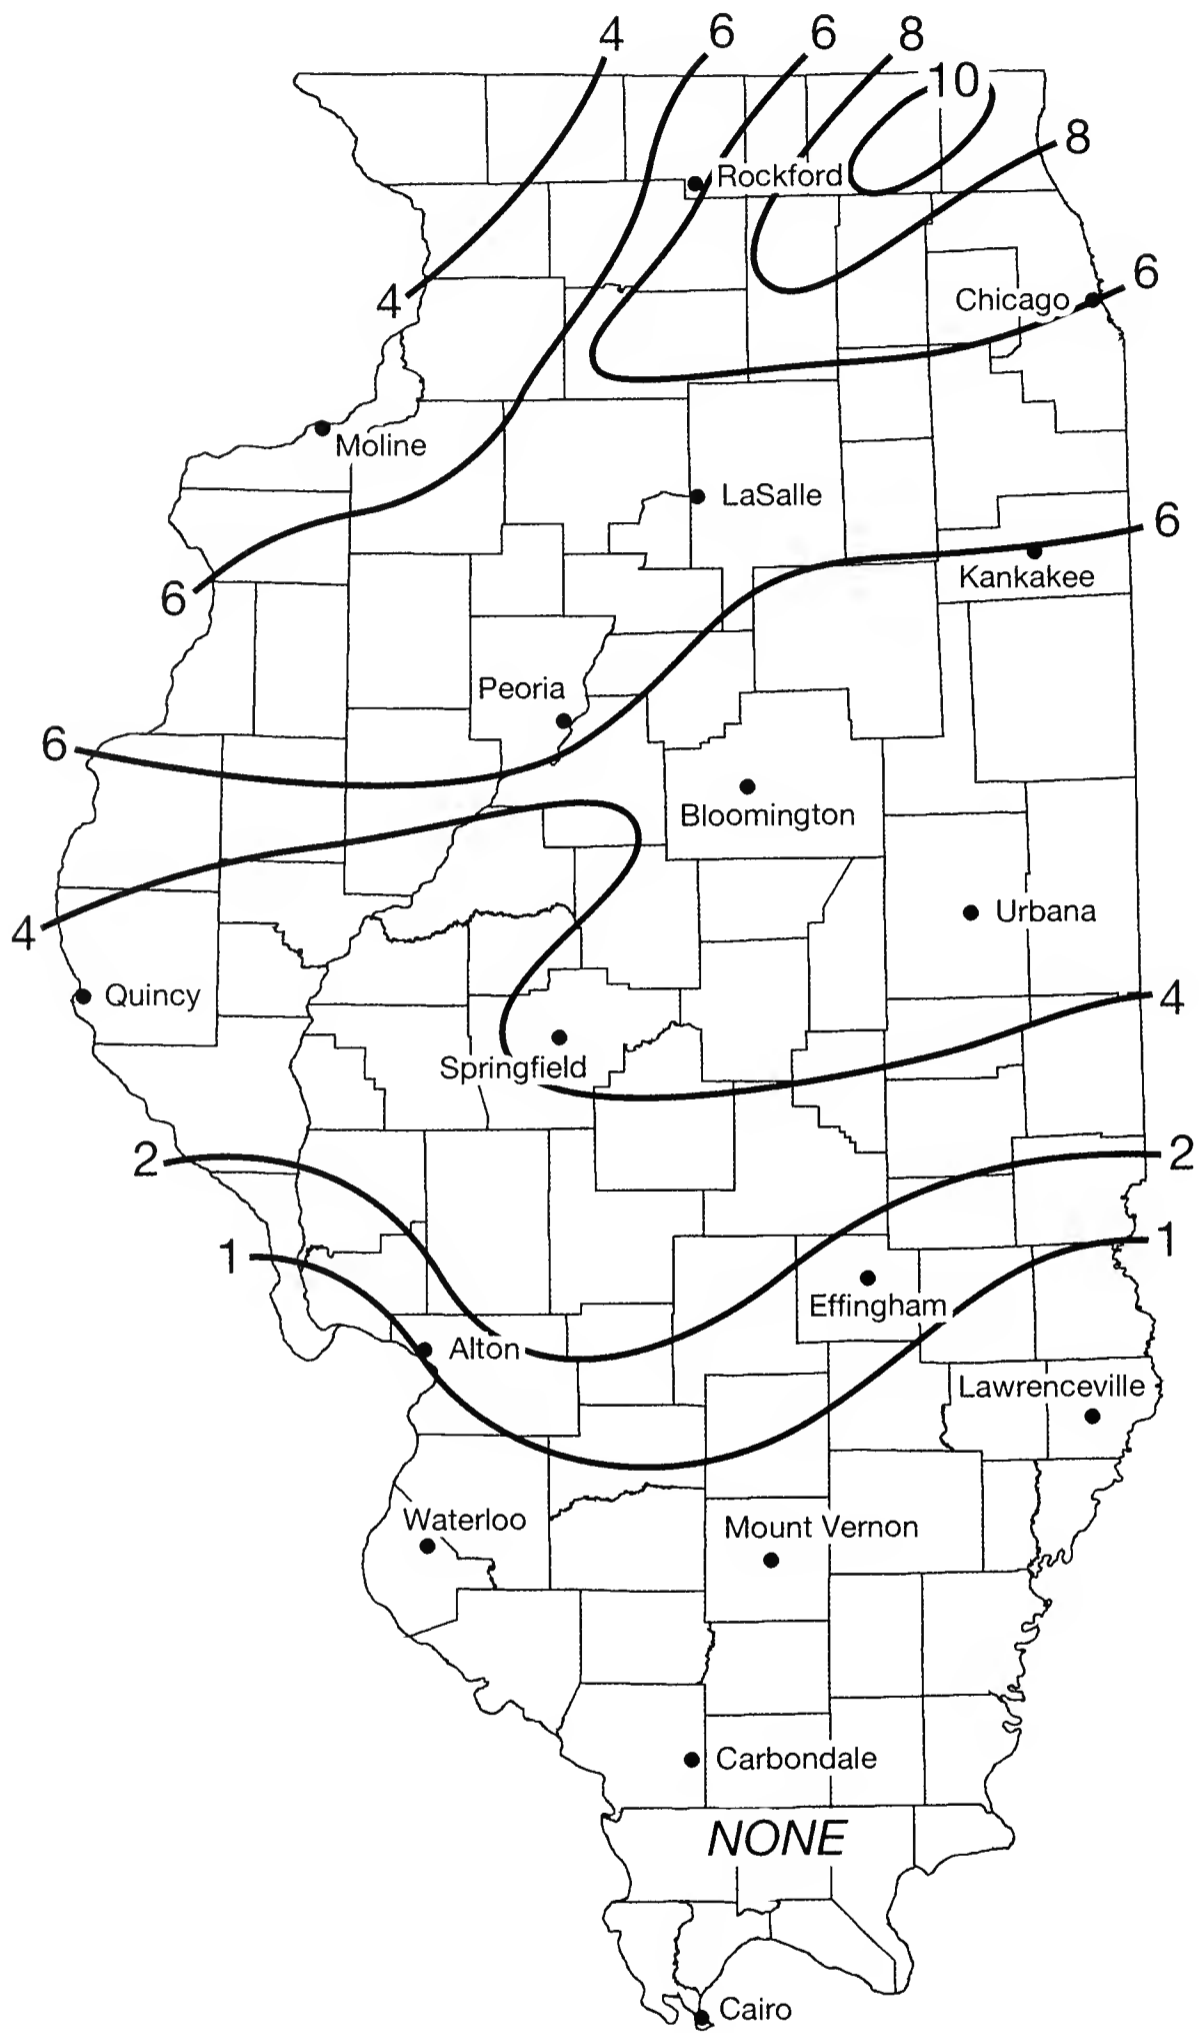 4 6 6 8
10
8
Rockford
6
Chicago
4
Moline
LaSalle
6
Kankakee
6
Peoria
6
Bloomington
Urbana
4
Quincy
4
Springfield
2
2
1
1
Effingham
Alton
Lawrenceville
Waterloo
Mount Vernon
Carbondale
NONE
Cairo